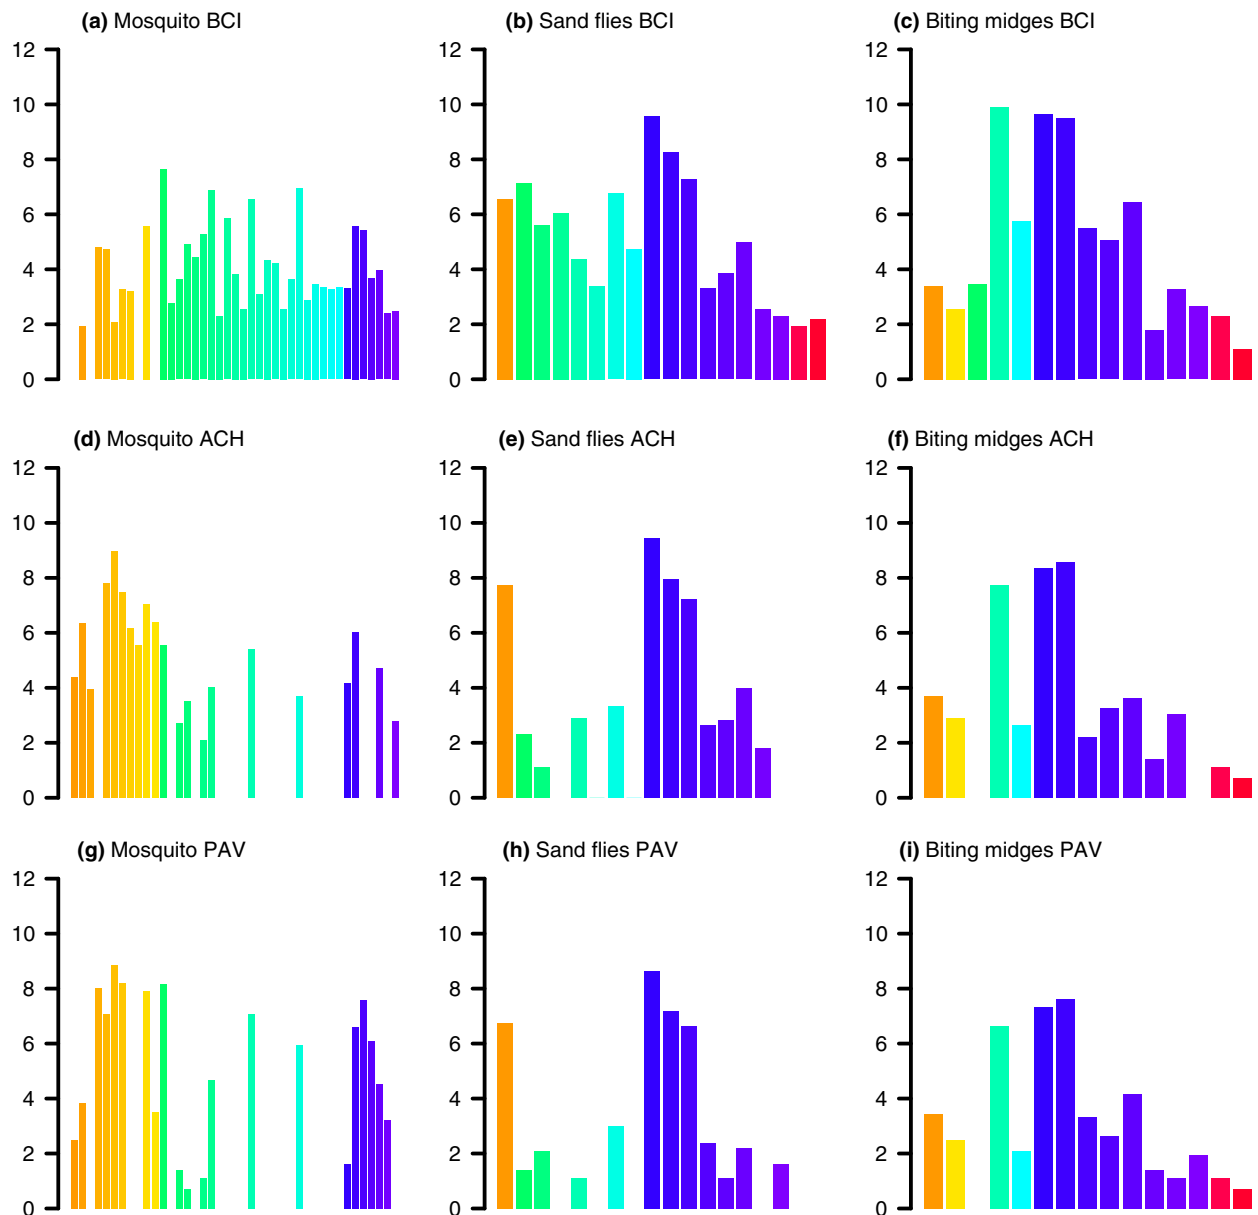 (a) Mosquito BCI
(b) Sand flies BCI
(c) Biting midges BCI
12 12 12
10 10 10
8 8 8
6 6 6
4 4 4
2 2 2
0 0 0
(d) Mosquito ACH
(e) Sand flies ACH
(f) Biting midges ACH
12 12 12
10 10 10
8 8 8
6 6 6
4 4 4
2 2 2
0 0 0
(g) Mosquito PAV
(h) Sand flies PAV
(i) Biting midges PAV
12 12 12
10 10 10
8 8 8
6 6 6
4 4 4
2 2 2
0 0 0